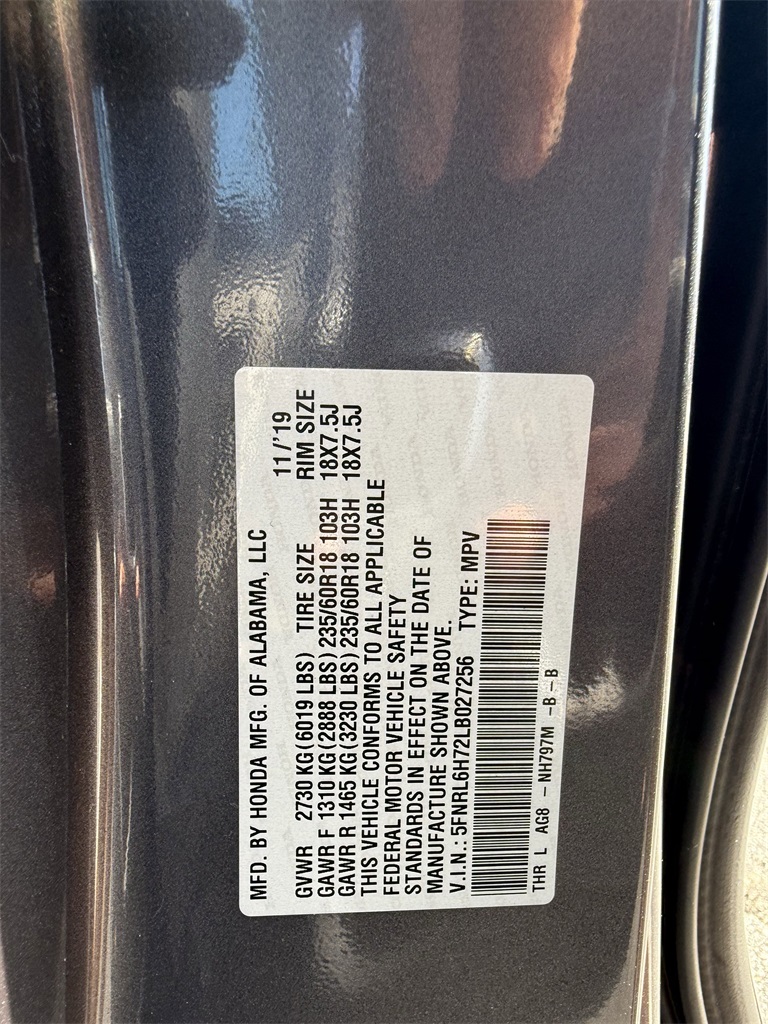 MFD. BY HONDA MFG. OF ALABAMA, LLC
11/'19
GVWR 2730 KG(6019 LBS) TIRE SIZE RIM SIZE
GAWR F 1310 KG(2888 LBS)235/60R18 103H 18X7.5J
GAWR R 1465 KG(3230 LBS)235/60R18 103H 18X7.5J
THIS VEHICLE CONFORMS TO ALL APPLICABLE
FEDERAL MOTOR VEHICLE SAFETY
STANDARDS IN EFFECT ON THE DATE OF
MANUFACTURE SHOWN ABOVE.
V.I.N.: 5FNRL6H72LB027256 TYPE: MPV
THR L AG8 - NH797M -B-B